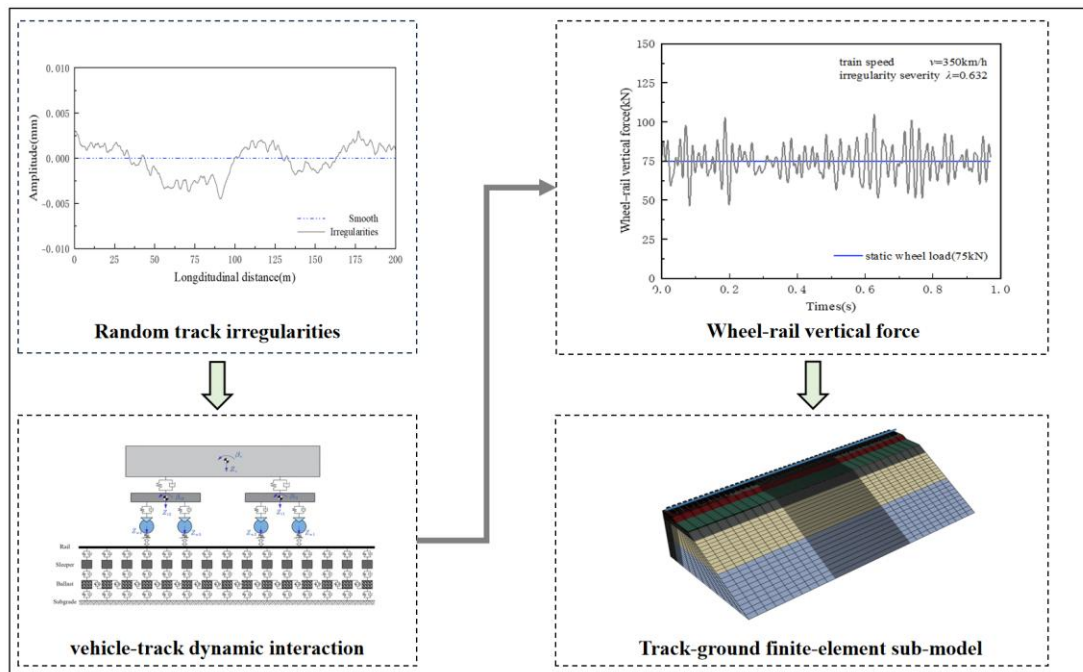 0.010
0.005
0.000
-0.005
-0.010
Amplitude(mm)
Smooth
Irregularities
0 25 50 75 100 125 150 175 200
Longditudinal distance(m)
Random track irregularities
150
125
100
75
50
25
0
Wheel-rail vertical force(kN)
train speed v=350km/h
irregularity severity λ=0.632
static wheel load(75kN)
0.0 0.2 0.4 0.6 0.8 1.0
Times(s)
Wheel-rail vertical force
Rail
Sleeper
Ballast
Subgrade
vehicle-track dynamic interaction
Track-ground finite-element sub-model